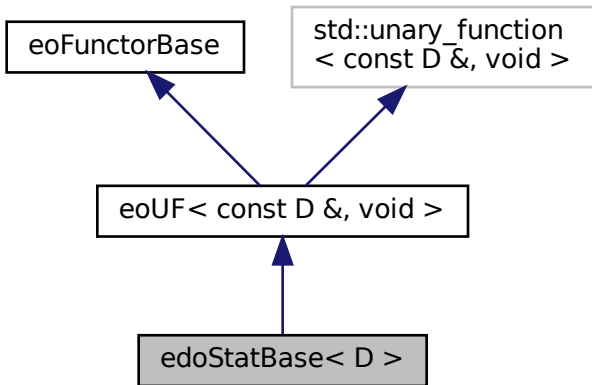 eoFunctorBase
std::unary_function
< const D &, void >
eoUF< const D &, void >
edoStatBase< D >